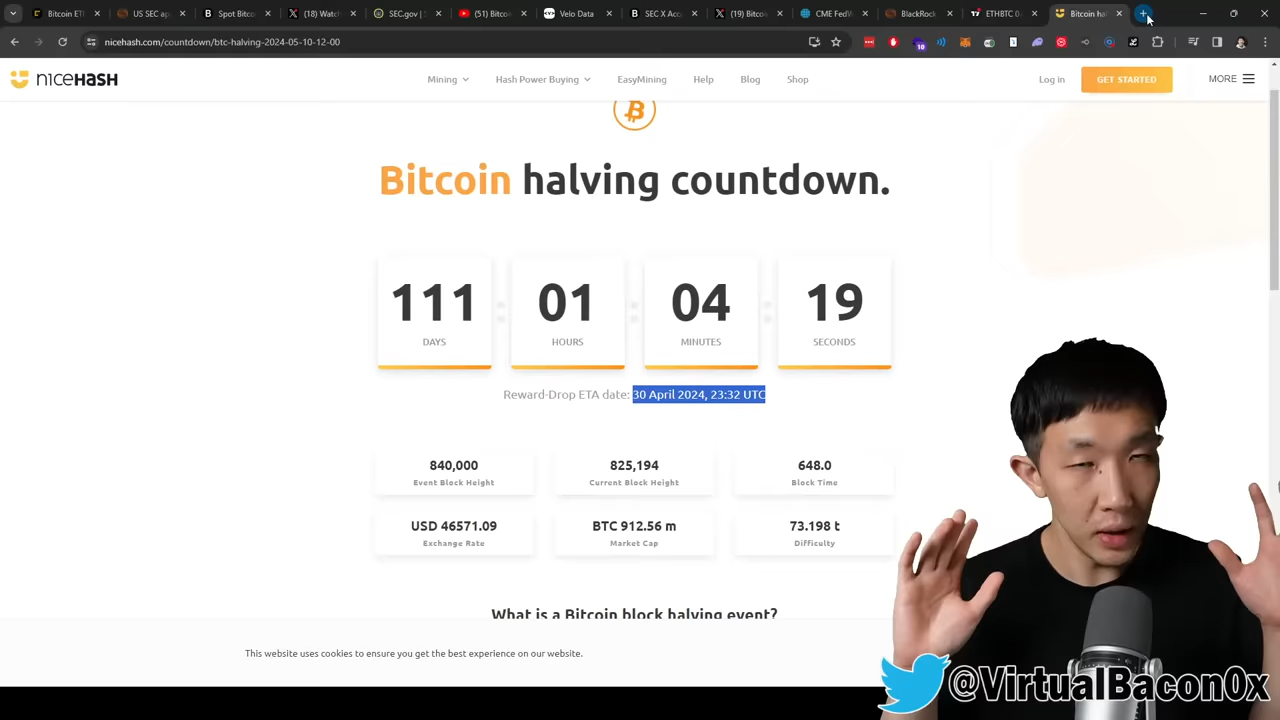 Bitcoin ET
US SEC ap
Spot Bitcoi
(18) Watch
SEC.gov | S
(51) Bitcoi
Velo Data
SEC X Acco
(19) Bitcoi
CME FedW
BlackRock
ETHBTC 0.
Bitcoin ha
nicehash.com/countdown/btc-halving-2024-05-10-12-00
10
niceHASH
Mining
Hash Power Buying
EasyMining
Help
Blog
Shop
Log in
GET STARTED
MORE
Bitcoin halving countdown.
111 : 01 : 04 : 19
DAYS HOURS MINUTES SECONDS
Reward-Drop ETA date: 30 April 2024, 23:32 UTC
840,000 825,194 648.0
Event Block Height Current Block Height Block Time
USD 46571.09 BTC 912.56 m 73.198 t
Exchange Rate Market Cap Difficulty
What is a Bitcoin block halving event?
This website uses cookies to ensure you get the best experience on our website.
@VirtualBacon0x